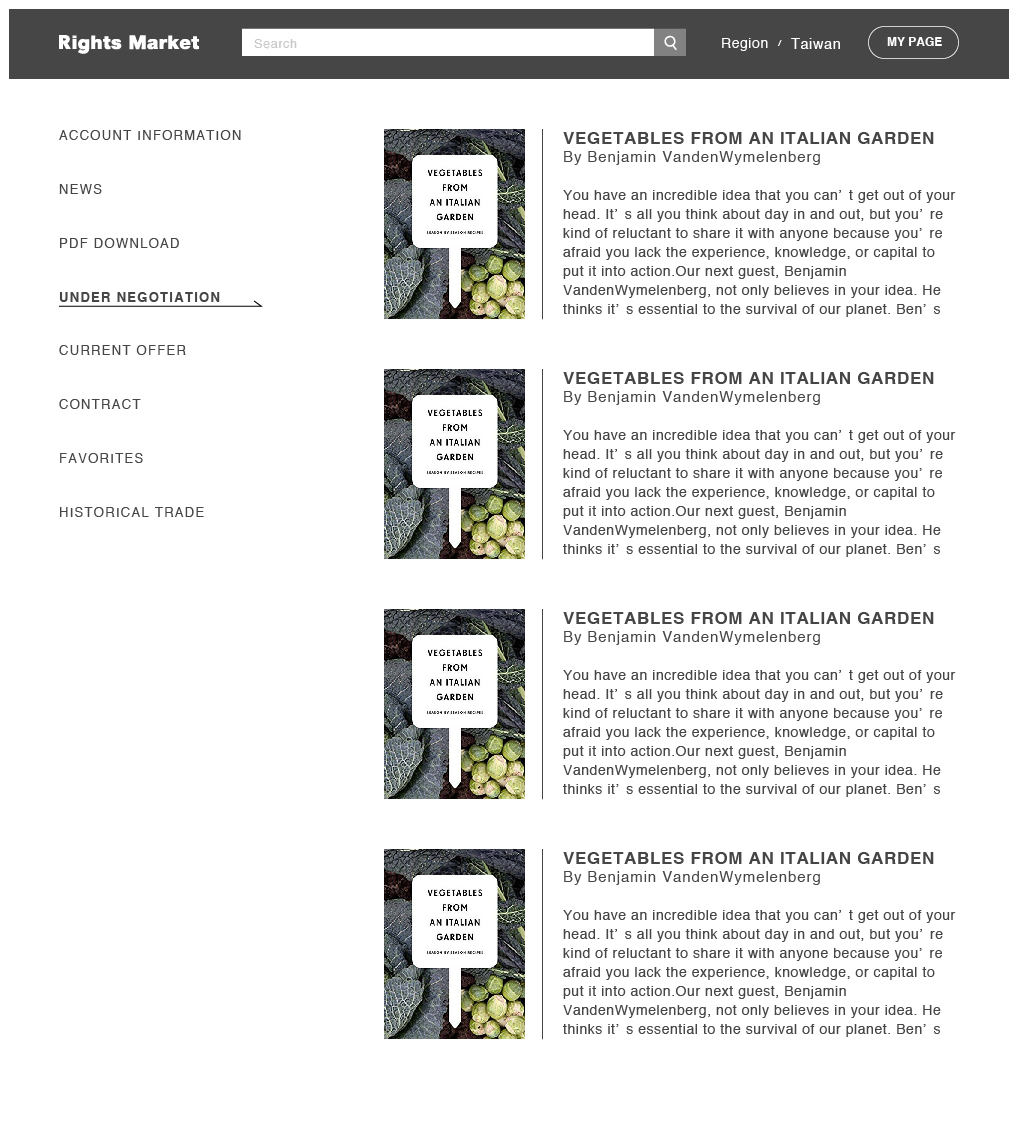 Rights Market
Search
Region / Taiwan
MY PAGE
ACCOUNT INFORMATION
NEWS
PDF DOWNLOAD
UNDER NEGOTIATION
CURRENT OFFER
CONTRACT
FAVORITES
HISTORICAL TRADE
VEGETABLES
FROM
AN ITALIAN
GARDEN
SEASON BY SEASON RECIPES
VEGETABLES FROM AN ITALIAN GARDEN
By Benjamin VandenWymelenberg
You have an incredible idea that you can’ t get out of your
head. It’ s all you think about day in and out, but you’ re
kind of reluctant to share it with anyone because you’ re
afraid you lack the experience, knowledge, or capital to
put it into action.Our next guest, Benjamin
VandenWymelenberg, not only believes in your idea. He
thinks it’ s essential to the survival of our planet. Ben’ s
VEGETABLES
FROM
AN ITALIAN
GARDEN
SEASON BY SEASON RECIPES
VEGETABLES FROM AN ITALIAN GARDEN
By Benjamin VandenWymelenberg
You have an incredible idea that you can’ t get out of your
head. It’ s all you think about day in and out, but you’ re
kind of reluctant to share it with anyone because you’ re
afraid you lack the experience, knowledge, or capital to
put it into action.Our next guest, Benjamin
VandenWymelenberg, not only believes in your idea. He
thinks it’ s essential to the survival of our planet. Ben’ s
VEGETABLES
FROM
AN ITALIAN
GARDEN
SEASON BY SEASON RECIPES
VEGETABLES FROM AN ITALIAN GARDEN
By Benjamin VandenWymelenberg
You have an incredible idea that you can’ t get out of your
head. It’ s all you think about day in and out, but you’ re
kind of reluctant to share it with anyone because you’ re
afraid you lack the experience, knowledge, or capital to
put it into action.Our next guest, Benjamin
VandenWymelenberg, not only believes in your idea. He
thinks it’ s essential to the survival of our planet. Ben’ s
VEGETABLES
FROM
AN ITALIAN
GARDEN
SEASON BY SEASON RECIPES
VEGETABLES FROM AN ITALIAN GARDEN
By Benjamin VandenWymelenberg
You have an incredible idea that you can’ t get out of your
head. It’ s all you think about day in and out, but you’ re
kind of reluctant to share it with anyone because you’ re
afraid you lack the experience, knowledge, or capital to
put it into action.Our next guest, Benjamin
VandenWymelenberg, not only believes in your idea. He
thinks it’ s essential to the survival of our planet. Ben’ s